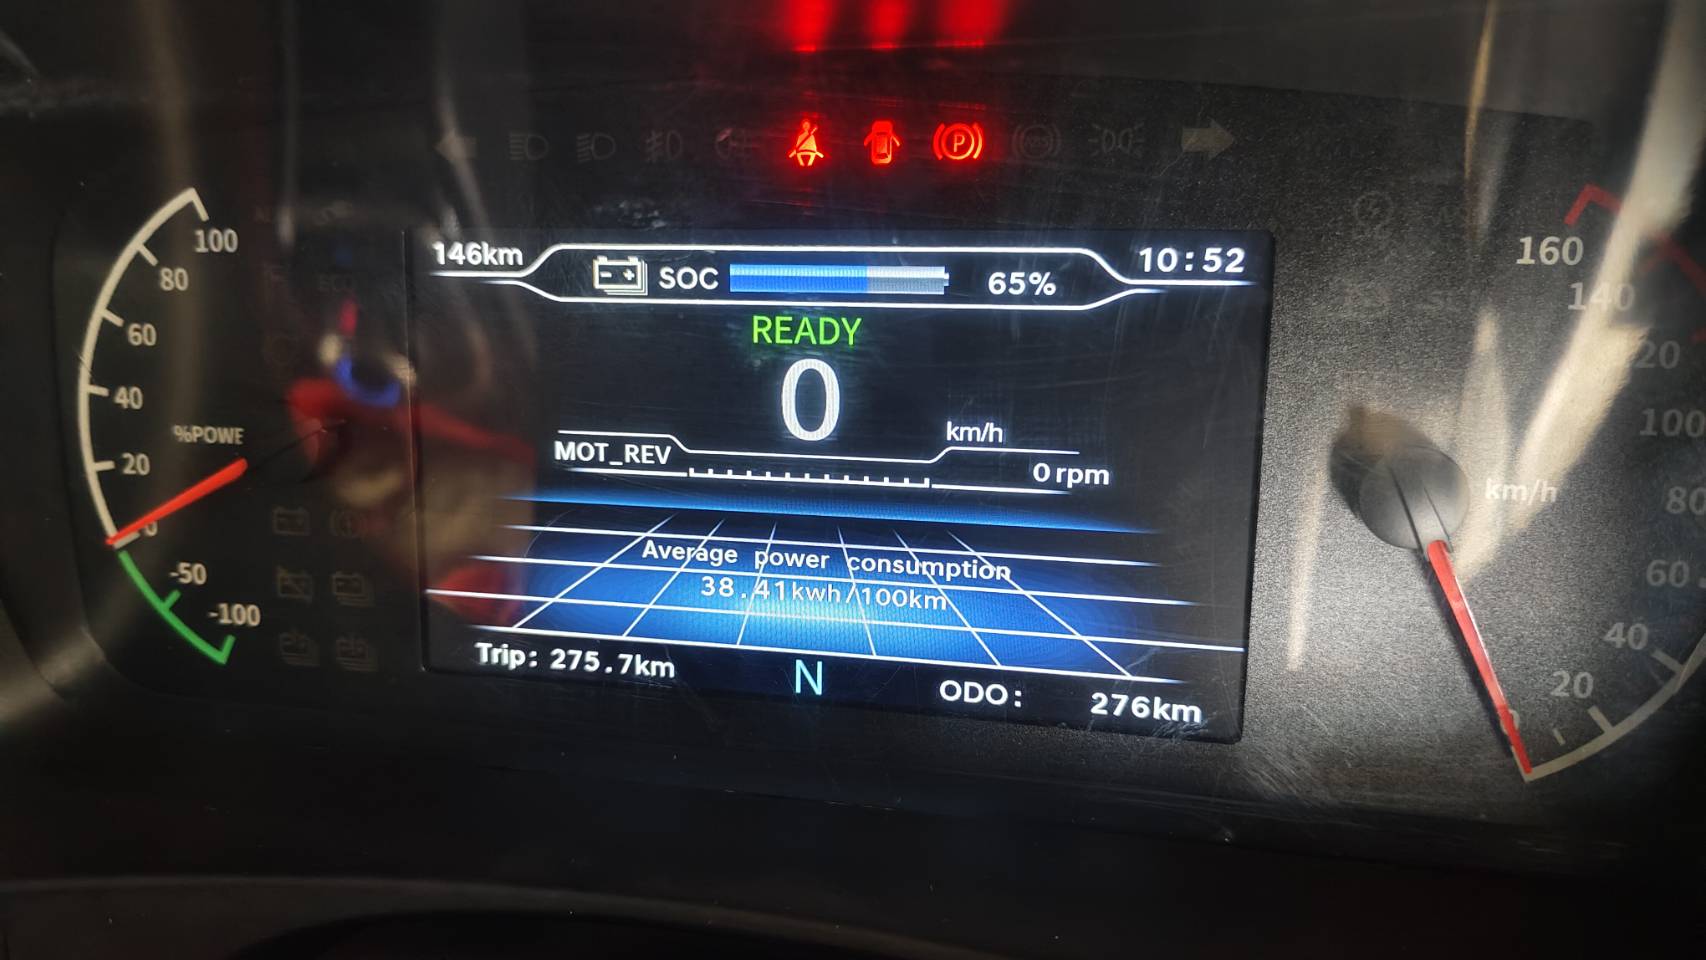 146km
SOC
65%
10:52
READY
0
km/h
MOT_REV
0 rpm
Average power consumption
38.41kwh/100km
Trip: 275.7km
N
ODO: 276km
100
80
60
40
%POWE
20
0
-50
-100
160
140
20
100
km/h
80
60
40
20
0
P